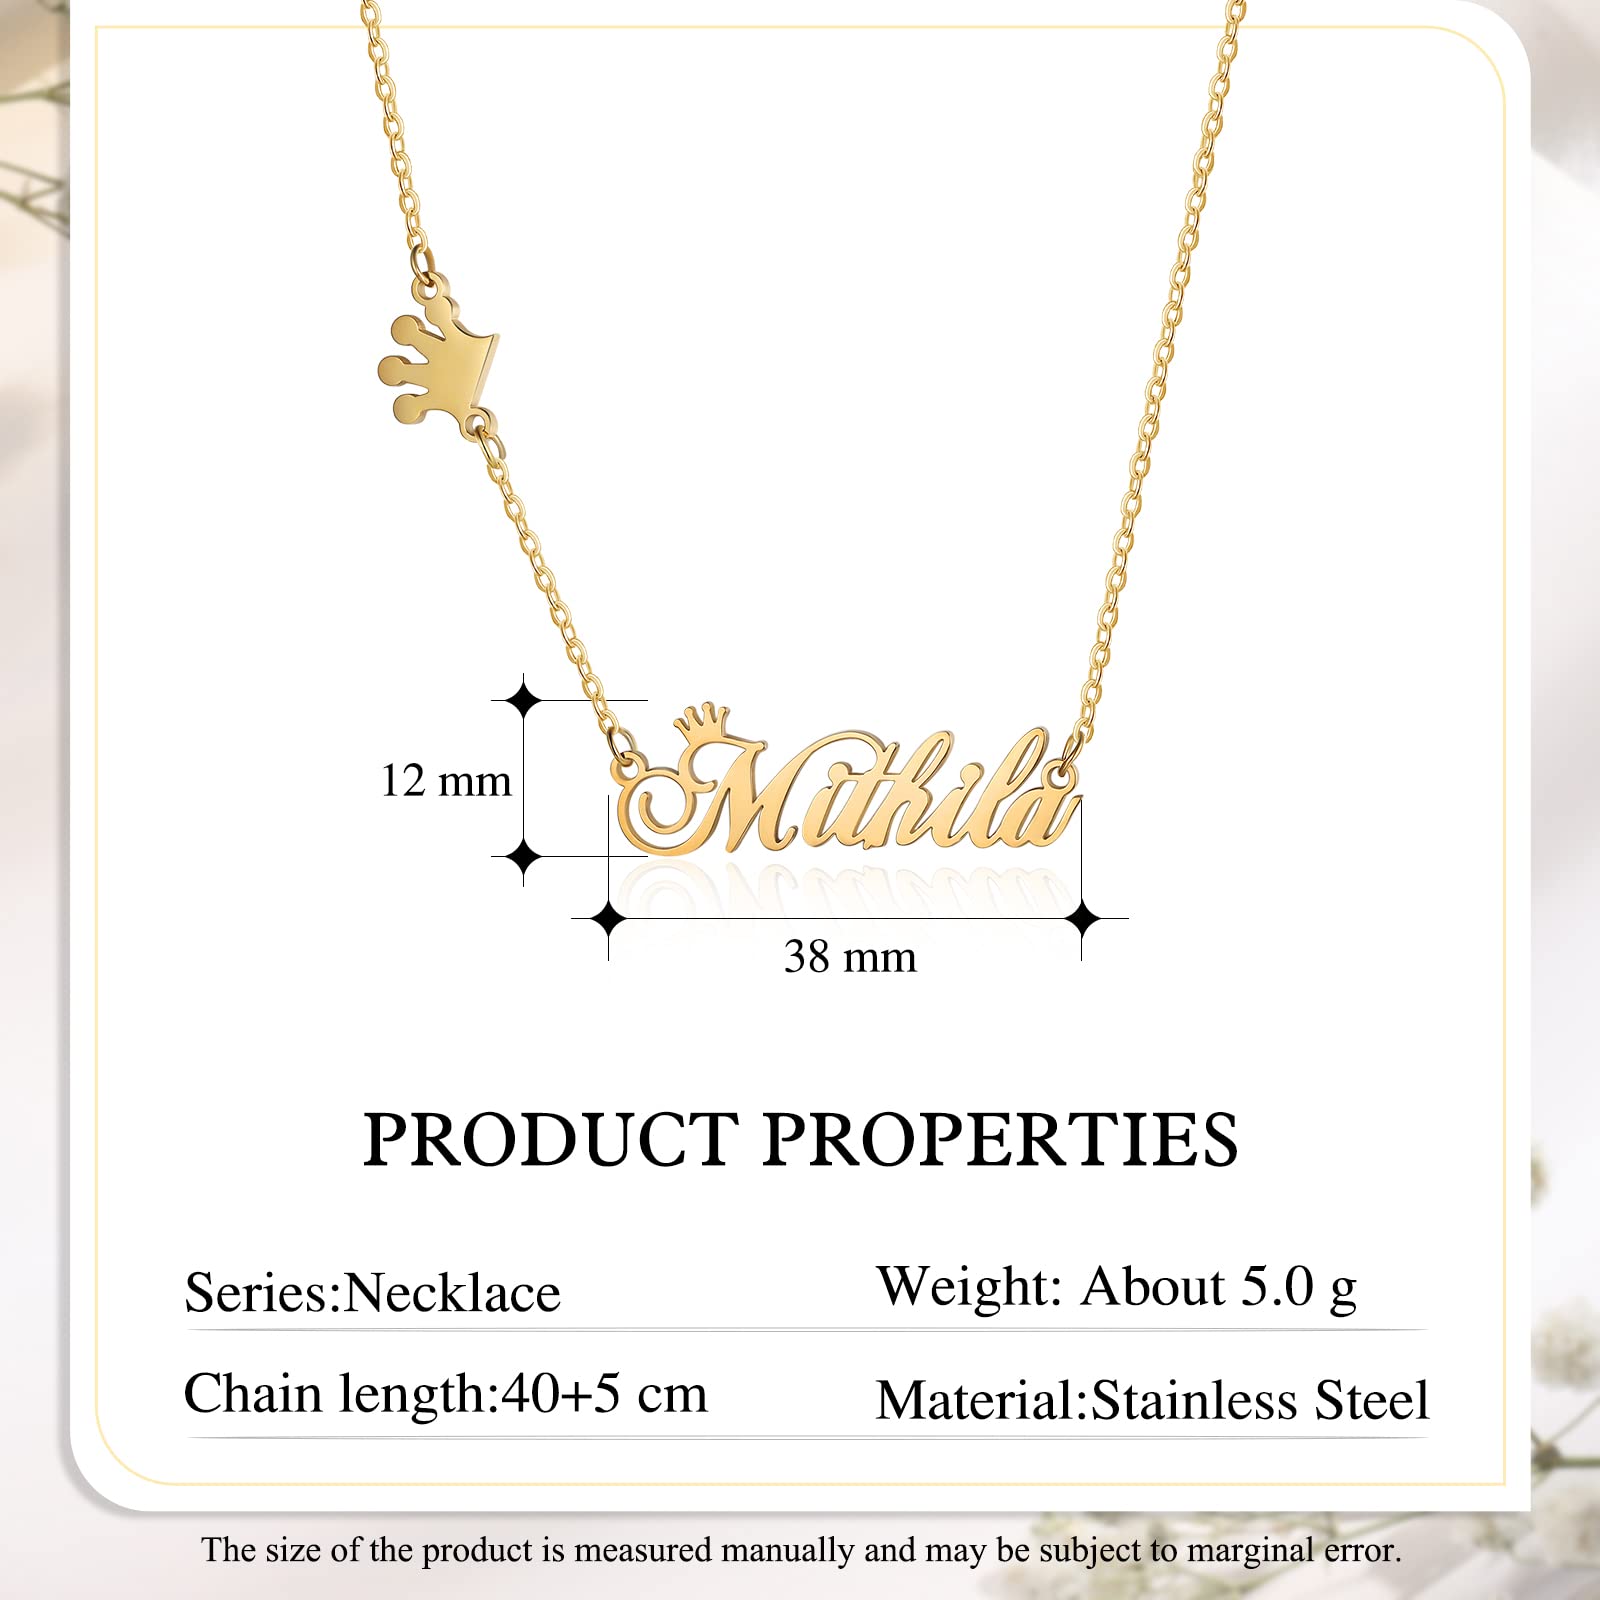 12 mm
Mithila
38 mm
PRODUCT PROPERTIES
Series:Necklace
Weight: About 5.0 g
Chain length:40+5 cm
Material:Stainless Steel
The size of the product is measured manually and may be subject to marginal error.